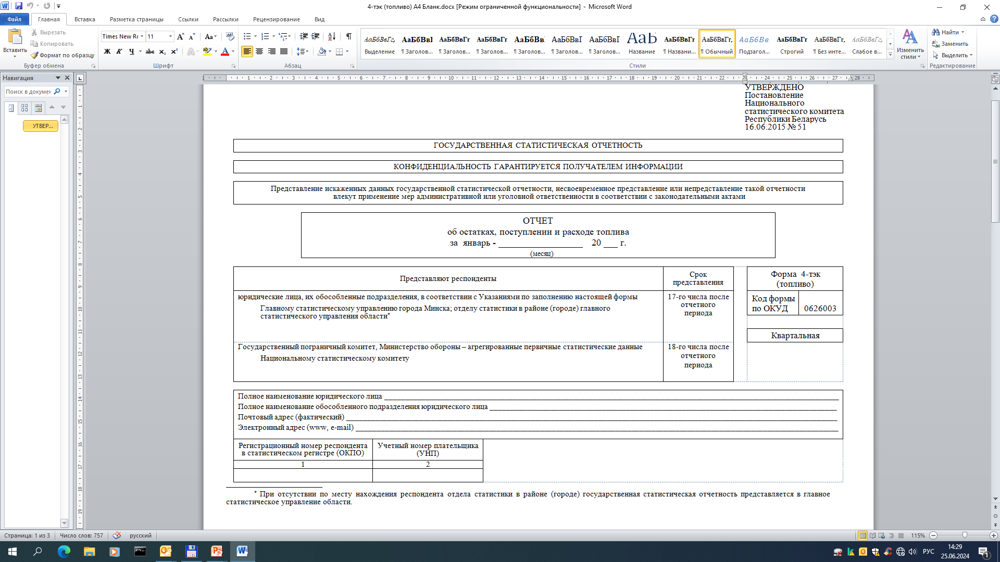 4-тэк (топливо) А4 Бланк.docx [Режим ограниченной функциональности] - Microsoft Word
Файл
Главная
Вставка
Разметка страницы
Ссылки
Рассылки
Рецензирование
Вид
Вставить
Вырезать
Копировать
Формат по образцу
Буфер обмена
Times New Ro
11
Шрифт
Абзац
АаБбВвГг,
Выделение
АаБбВвІ
¶ Заголов...
АаБбВвГг
¶ Заголов...
АаБбВвГг
¶ Заголов...
АаБбВв
¶ Заголов...
АаБбВвІ
¶ Заголов...
АаБбВвІ
¶ Заголов...
АаБ
Название
АаБбВвГг
¶ Названи...
АаБбВвГг,
¶ Обычный
АаБбВв
Подзагол...
АаБбВвГг
Строгий
АаБбВвГг,
¶ Без инте...
АаБбВвГг,
Слабое в...
Стили
Изменить стили
Найти
Заменить
Выделить
Редактирование
Навигация
Поиск в докумен
УТВЕР...
УТВЕРЖДЕНО
Постановление
Национального
статистического комитета
Республики Беларусь
16.06.2015 № 51
ГОСУДАРСТВЕННАЯ СТАТИСТИЧЕСКАЯ ОТЧЕТНОСТЬ
КОНФИДЕНЦИАЛЬНОСТЬ ГАРАНТИРУЕТСЯ ПОЛУЧАТЕЛЕМ ИНФОРМАЦИИ
Представление искаженных данных государственной статистической отчетности, несвоевременное представление или непредставление такой отчетности
влекут применение мер административной или уголовной ответственности в соответствии с законодательными актами
ОТЧЕТ
об остатках, поступлении и расходе топлива
за январь - __________________ 20 ___ г.
(месяц)
Представляют респонденты
Срок
представления
юридические лица, их обособленные подразделения, в соответствии с Указаниями по заполнению настоящей формы
Главному статистическому управлению города Минска; отделу статистики в районе (городе) главного
статистического управления области*
17-го числа после
отчетного
периода
Государственный пограничный комитет, Министерство обороны – агрегированные первичные статистические данные
Национальному статистическому комитету
18-го числа после
отчетного
периода
Форма 4-тэк
(топливо)
Код формы
по ОКУД
0626003
Квартальная
Полное наименование юридического лица
Полное наименование обособленного подразделения юридического лица
Почтовый адрес (фактический)
Электронный адрес (www, e-mail)
Регистрационный номер респондента
в статистическом регистре (ОКПО)
Учетный номер плательщика
(УНП)
1
2
* При отсутствии по месту нахождения респондента отдела статистики в районе (городе) государственная статистическая отчетность представляется в главное
статистическое управление области.
Страница: 1 из 3
Число слов: 757
русский
115%
РУС
14:29
25.06.2024
1